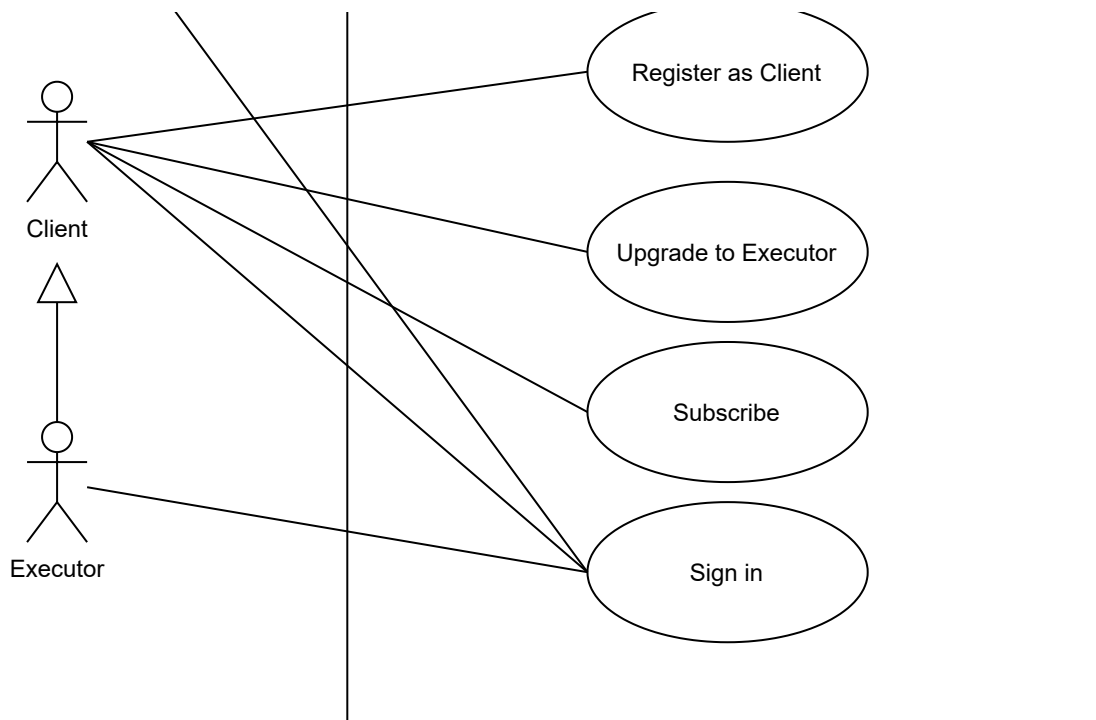 Register as Client
Client
Upgrade to Executor
Subscribe
Executor
Sign in